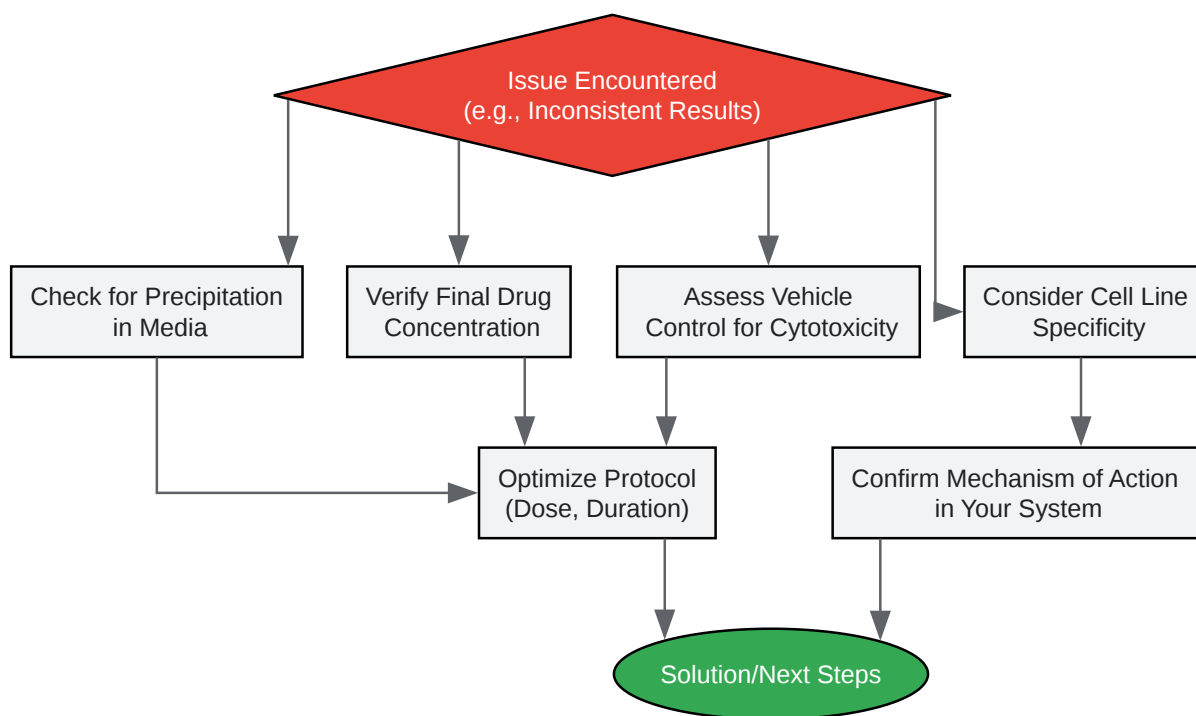 Issue Encountered
(e.g., Inconsistent Results)
Check for Precipitation
in Media
Verify Final Drug
Concentration
Assess Vehicle
Control for Cytotoxicity
Consider Cell Line
Specificity
Optimize Protocol
(Dose, Duration)
Confirm Mechanism of Action
in Your System
Solution/Next Steps